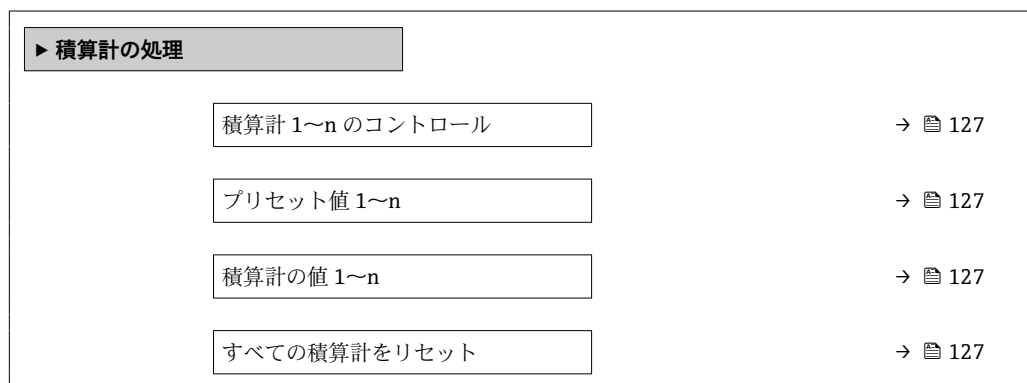 ▶ 積算計の処理
積算計 1～n のコントロール → 127
プリセット値 1～n → 127
積算計の値 1～n → 127
すべての積算計をリセット → 127